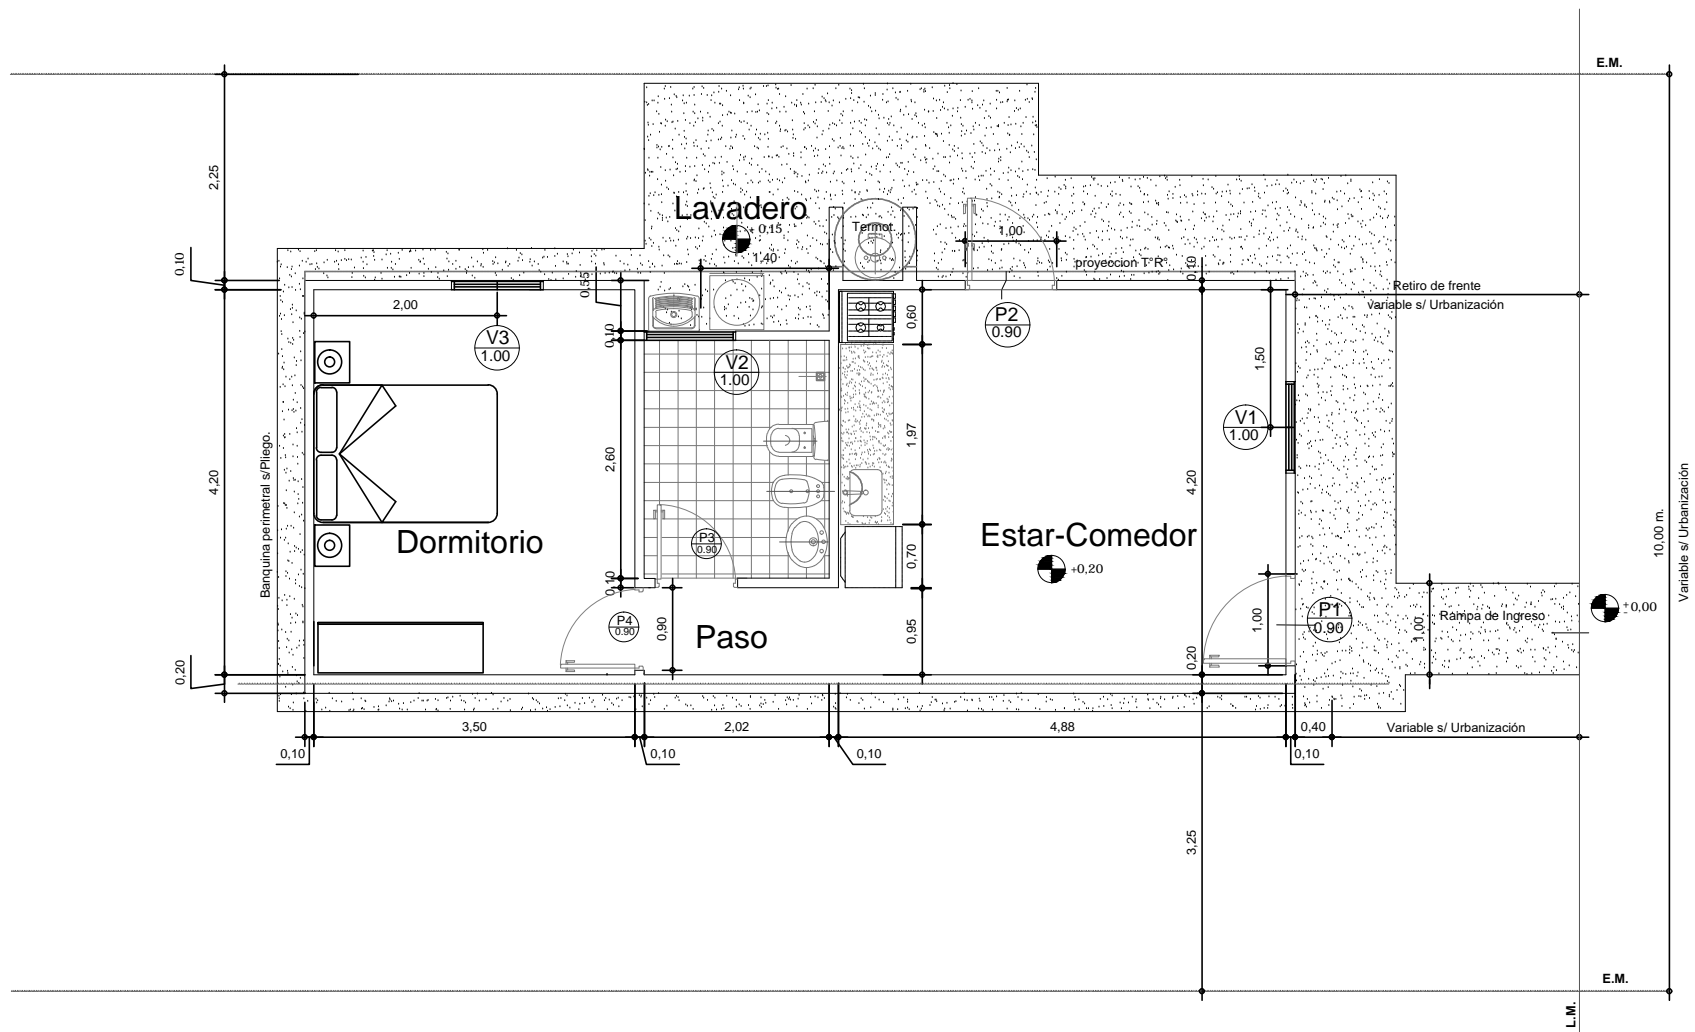 E.M.
2,25
Lavadero
+ 0.15
Termot.
1,00
1,40
proyeccion T°R°.
0,10
0,10
0,55
Retiro de frente
variable s/ Urbanización
2,00
V3
1.00
0,10
V2
1.00
0,60
P2
0.90
1,50
V1
1.00
4,20
Banquina perimetral s/Pliego.
2,60
1,97
4,20
10,00 m.
Variable s/ Urbanización
Dormitorio
P3
0.90
0,70
Estar-Comedor
+0,20
0,10
P4
0.90
0,90
Paso
0,95
1,00
P1
0.90
1,00
Rampa de Ingreso
+0,00
0,20
0,20
3,50
2,02
4,88
0,40
Variable s/ Urbanización
0,10
0,10
0,10
0,10
3,25
E.M.
L.M.